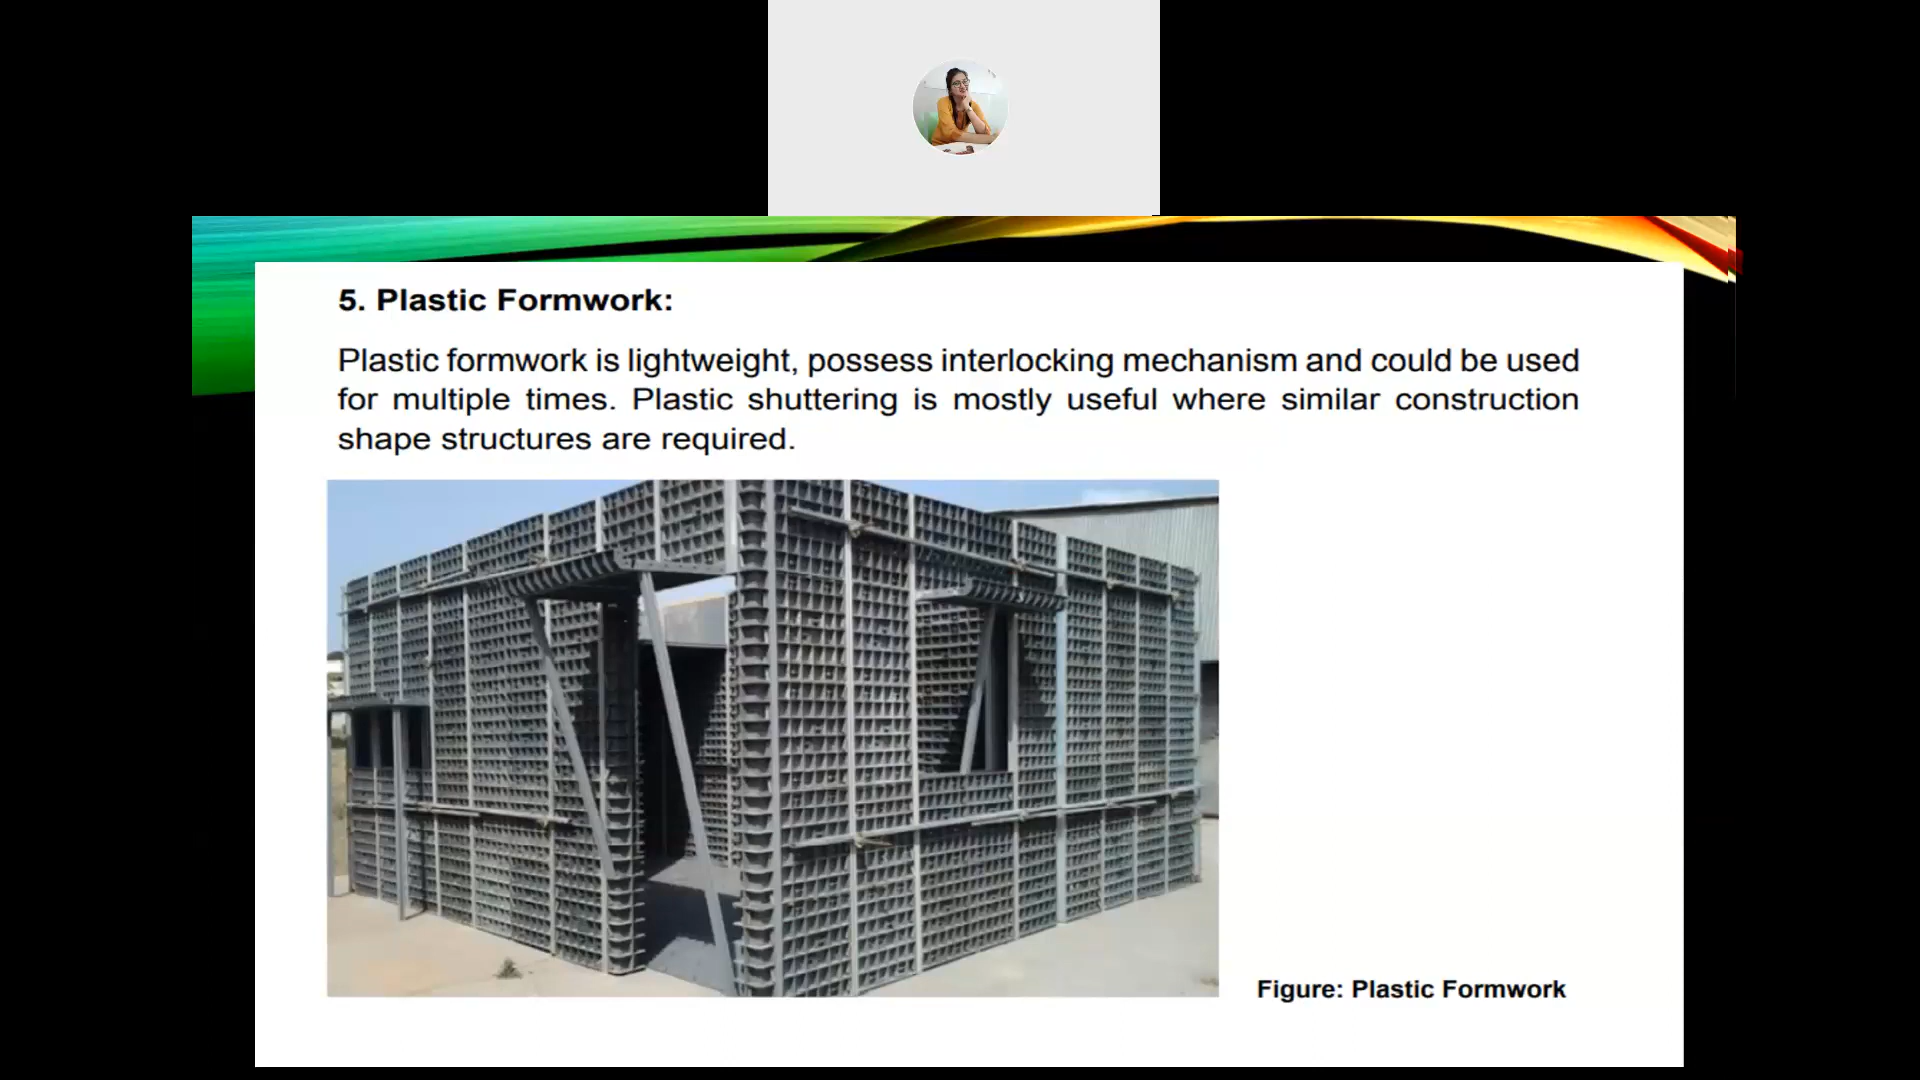 5. Plastic Formwork:
Plastic formwork is lightweight, possess interlocking mechanism and could be used
for multiple times. Plastic shuttering is mostly useful where similar construction
shape structures are required.
Figure: Plastic Formwork